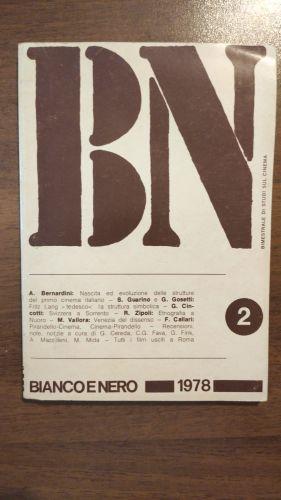 BN
BIMESTRALE DI STUDI SUL CINEMA
A. Bernardini: Nascita ed evoluzione delle strutture
del primo cinema italiano — S. Guarino e G. Gosetti:
Fritz Lang «tedesco»: la struttura simbolica — G. Cin-
cotti: Svizzera a Sorrento — R. Zipoli: Etnografia a
Nuoro — M. Vallora: Venezia del dissenso — F. Callari:
Pirandello-Cinema, Cinema-Pirandello — Recensioni,
note, notizie a cura di G. Cereda, C.G. Fava, G. Fink,
A. Mazzoleni, M. Mida — Tutti i film usciti a Roma
2
BIANCO E NERO 1978